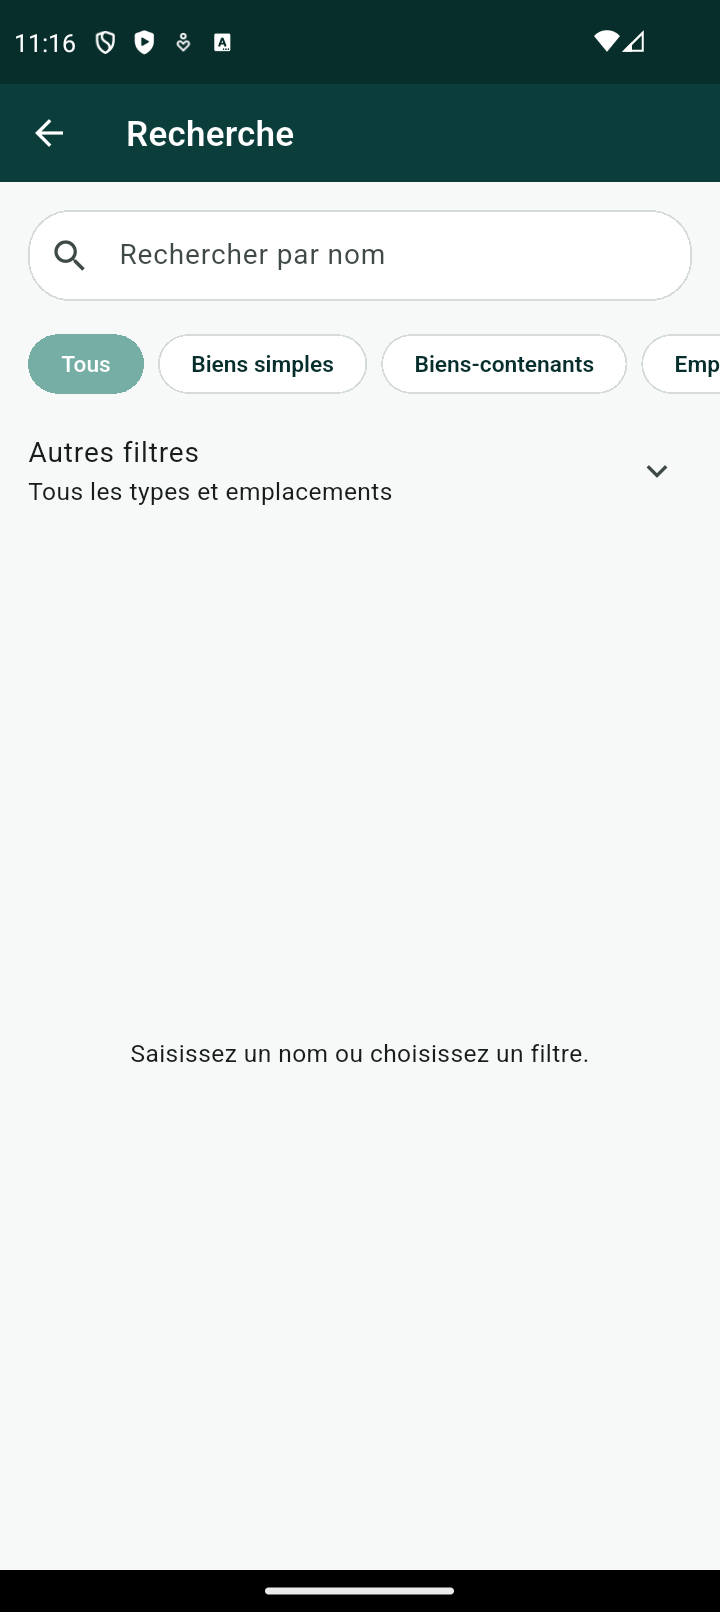 11:16
Recherche
Rechercher par nom
Tous
Biens simples
Biens-contenants
Emp
Autres filtres
Tous les types et emplacements
Saisissez un nom ou choisissez un filtre.